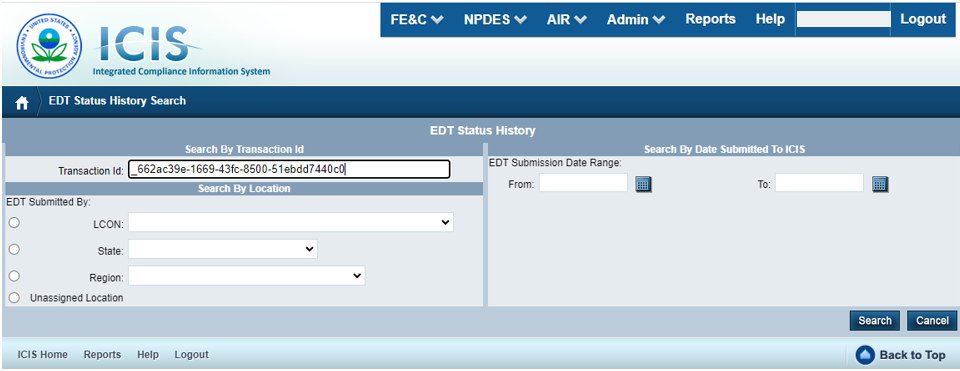 FE&C NPDES AIR Admin Reports Help Logout
UNITED STATES
ENVIRONMENTAL PROTECTION AGENCY
ICIS
Integrated Compliance Information System
EDT Status History Search
EDT Status History
Search By Transaction Id
Transaction Id: _662ac39e-1669-43fc-8500-51ebdd7440c0
Search By Location
EDT Submitted By:
LCON:
State:
Region:
Unassigned Location
Search By Date Submitted To ICIS
EDT Submission Date Range:
From: To:
Search Cancel
ICIS Home Reports Help Logout
Back to Top